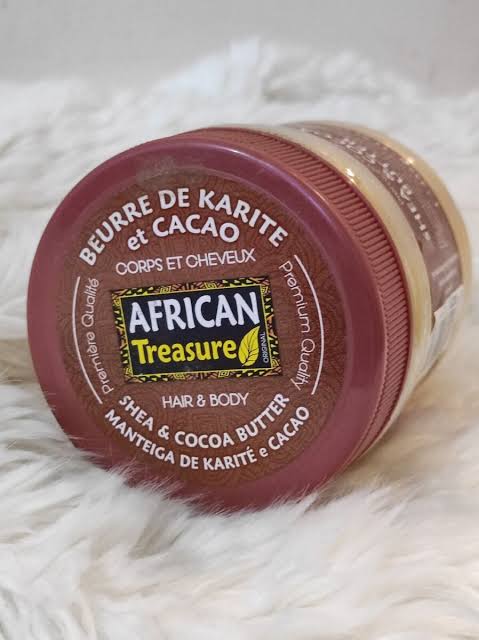 BEURRE DE KARITE
et CACAO
CORPS ET CHEVEUX
Première Qualité
Premium Quality
AFRICAN
Treasure
ORIGINAL
HAIR & BODY
SHEA & COCOA BUTTER
MANTEIGA DE KARITÉ e CACAO